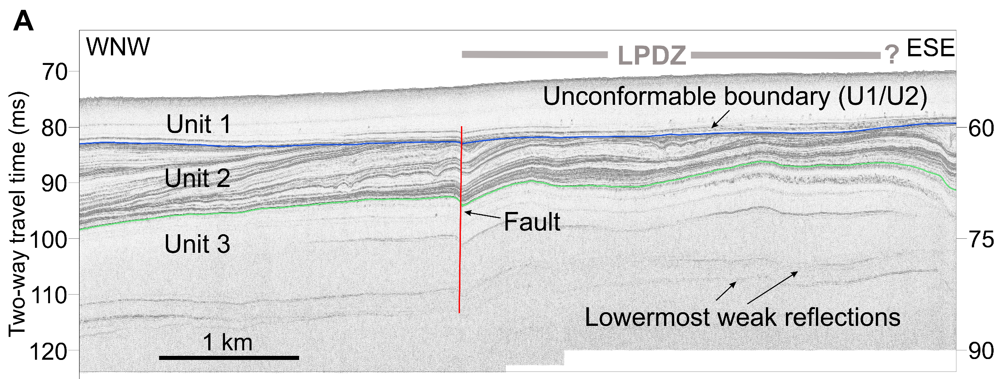 A
WNW
LPDZ ? ESE
70
Unconformable boundary (U1/U2)
Unit 1
80
60
Unit 2
90
Fault
Unit 3
100
75
110
Lowermost weak reflections
1 km
120
90
Two-way travel time (ms)